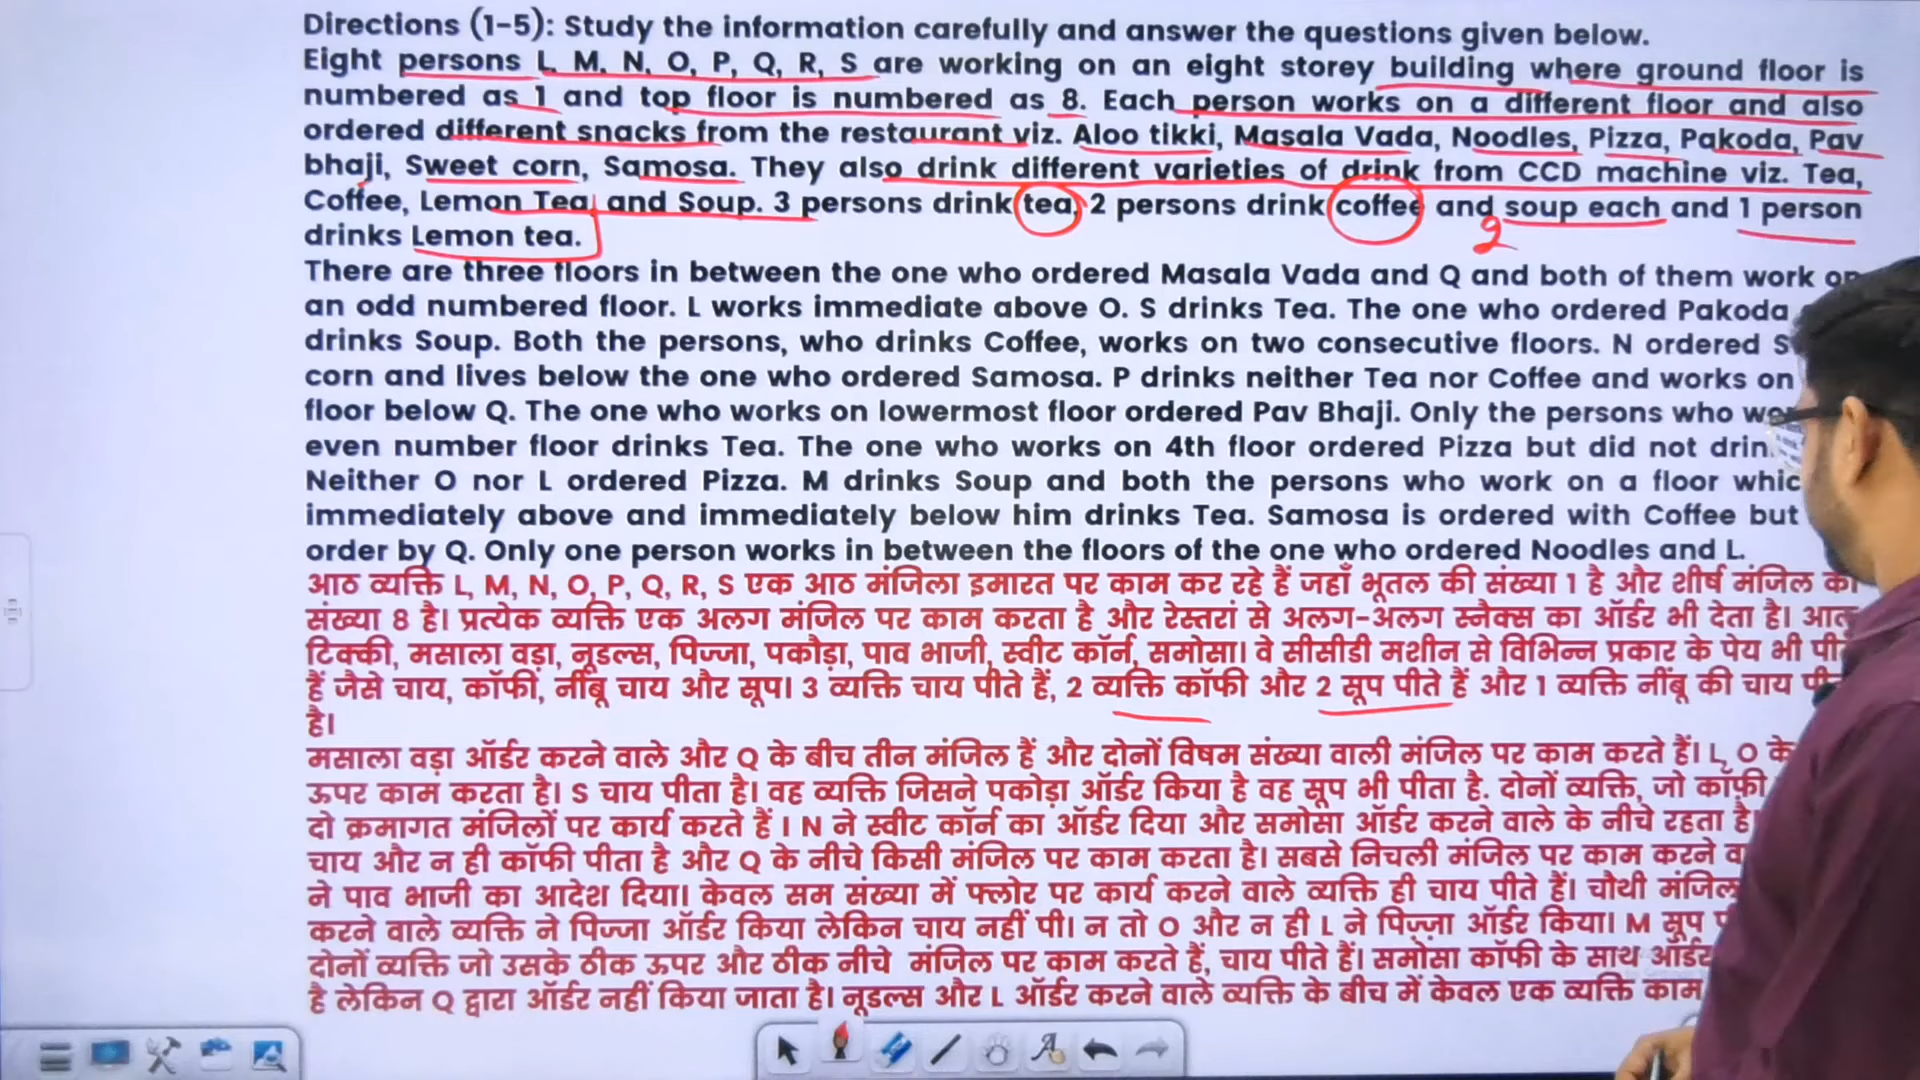 Directions (1-5): Study the information carefully and answer the questions given below.
Eight persons L, M, N, O, P, Q, R, S are working on an eight storey building where ground floor is
numbered as 1 and top floor is numbered as 8. Each person works on a different floor and also
ordered different snacks from the restaurant viz. Aloo tikki, Masala Vada, Noodles, Pizza, Pakoda, Pav
bhaji, Sweet corn, Samosa. They also drink different varieties of drink from CCD machine viz. Tea,
Coffee, Lemon Tea, and Soup. 3 persons drink tea, 2 persons drink coffee and soup each and 1 person
2
drinks Lemon tea.
There are three floors in between the one who ordered Masala Vada and Q and both of them work
an odd numbered floor. L works immediate above O. S drinks Tea. The one who ordered Pakoda
drinks Soup. Both the persons, who drinks Coffee, works on two consecutive floors. N ordered
corn and lives below the one who ordered Samosa. P drinks neither Tea nor Coffee and works on
floor below Q. The one who works on lowermost floor ordered Pav Bhaji. Only the persons who
even number floor drinks Tea. The one who works on 4th floor ordered Pizza but did not
Neither O nor L ordered Pizza. M drinks Soup and both the persons who work on a floor
immediately above and immediately below him drinks Tea. Samosa is ordered with Coffee but
order by Q. Only one person works in between the floors of the one who ordered Noodles and L.
आठ व्यक्ति L, M, N, O, P, Q, R, S एक आठ मंजिला इमारत पर काम कर रहे हैं जहाँ भूतल की संख्या 1 है और शीर्ष मंजिल की
संख्या 8 है। प्रत्येक व्यक्ति एक अलग मंजिल पर काम करता है और रेस्तरां से अलग-अलग स्नैक्स का ऑर्डर भी देता है।
टिक्की, मसाला वड़ा, नूडल्स, पिज्जा, पकौड़ा, पाव भाजी, स्वीट कॉर्न, समोसा। वे सीसीडी मशीन से विभिन्न प्रकार के पेय भी
हैं जैसे चाय, कॉफी, नींबू चाय और सूप। 3 व्यक्ति चाय पीते हैं, 2 व्यक्ति कॉफी और 2 सूप पीते हैं और 1 व्यक्ति नींबू की चाय
है।
मसाला वड़ा ऑर्डर करने वाले और Q के बीच तीन मंजिल हैं और दोनों विषम संख्या वाली मंजिल पर काम करते हैं। L, O के
ऊपर काम करता है। S चाय पीता है। वह व्यक्ति जिसने पकोड़ा ऑर्डर किया है वह सूप भी पीता है. दोनों व्यक्ति, जो कॉफी
दो क्रमागत मंजिलों पर कार्य करते हैं । N ने स्वीट कॉर्न का ऑर्डर दिया और समोसा ऑर्डर करने वाले के नीचे रहता है
चाय और न ही कॉफी पीता है और Q के नीचे किसी मंजिल पर काम करता है। सबसे निचली मंजिल पर काम करने
ने पाव भाजी का आदेश दिया। केवल सम संख्या में फ्लोर पर कार्य करने वाले व्यक्ति ही चाय पीते हैं। चौथी मंजिल
करने वाले व्यक्ति ने पिज्जा ऑर्डर किया लेकिन चाय नहीं पी। न तो O और न ही L ने पिज्जा ऑर्डर किया। M सूप
दोनों व्यक्ति जो उसके ठीक ऊपर और ठीक नीचे मंजिल पर काम करते हैं, चाय पीते हैं। समोसा कॉफी के साथ ऑर्डर
है लेकिन Q द्वारा ऑर्डर नहीं किया जाता है। नूडल्स और L ऑर्डर करने वाले व्यक्ति के बीच में केवल एक व्यक्ति काम